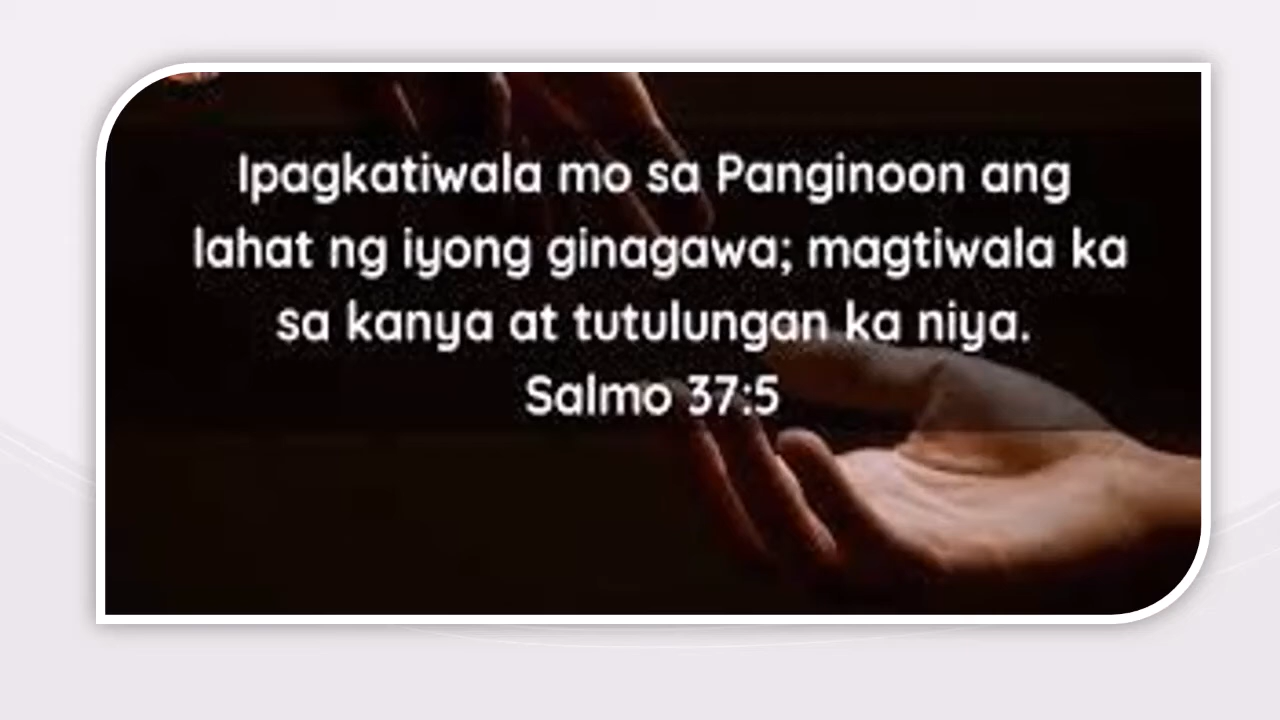 Ipagkatiwala mo sa Panginoon ang
lahat ng iyong ginagawa; magtiwala ka
sa kanya at tutulungan ka niya.
Salmo 37:5